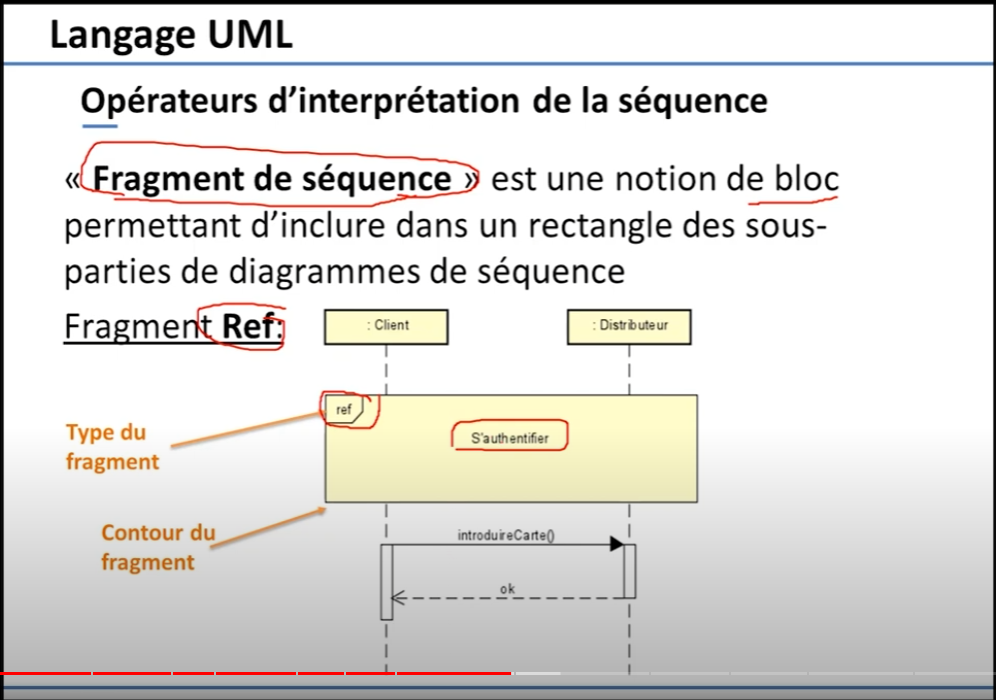 Langage UML
Opérateurs d'interprétation de la séquence
« Fragment de séquence » est une notion de bloc
permettant d'inclure dans un rectangle des sous-
parties de diagrammes de séquence
Fragment Ref:
: Client
: Distributeur
ref
S'authentifier
Type du
fragment
Contour du
fragment
introduireCarte()
ok